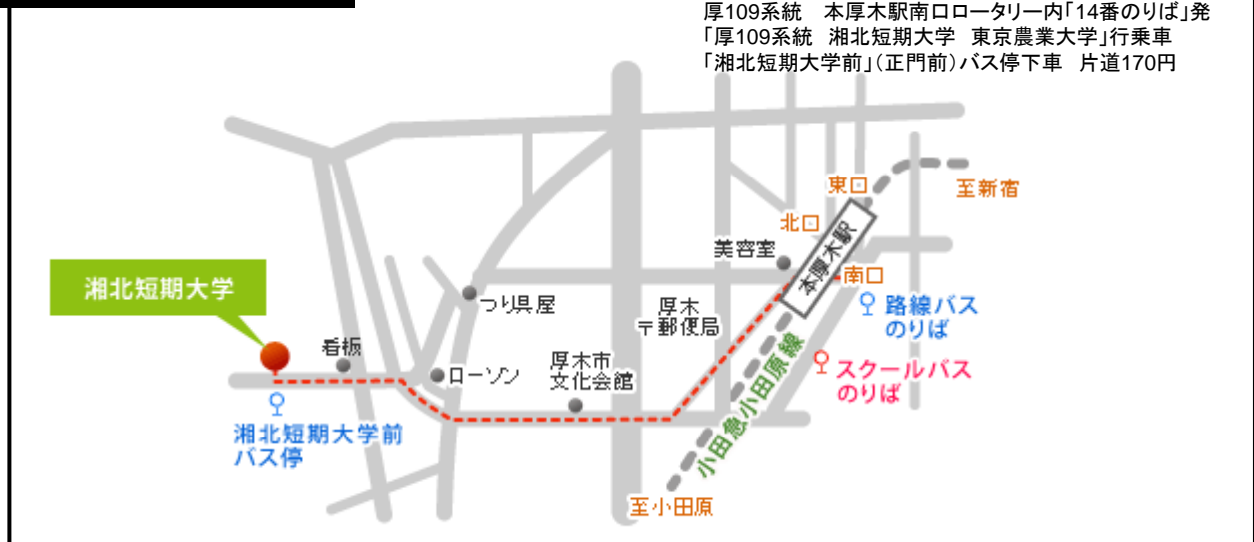 厚109系統　本厚木駅南口ロータリー内「14番のりば」発
「厚109系統　湘北短期大学　東京農業大学」行乗車
「湘北短期大学前」（正門前）バス停下車　片道170円
東口
至新宿
北口
本厚木駅
美容室
南口
湘北短期大学
つり具屋
厚木
〒郵便局
路線バス
のりば
看板
ローソン
厚木市
文化会館
小田急小田原線
スクールバス
のりば
湘北短期大学前
バス停
至小田原